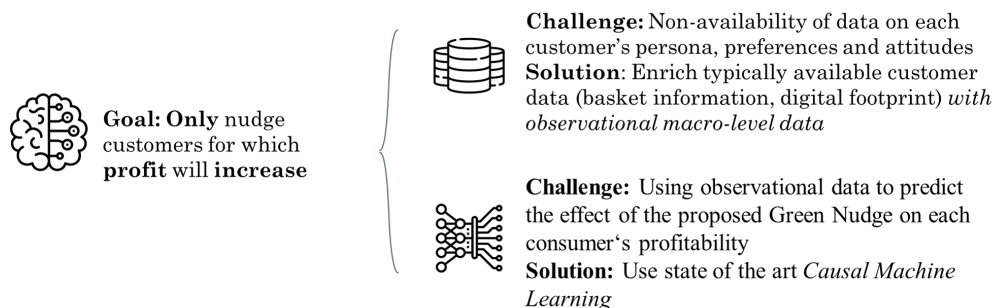 Goal: Only nudge
customers for which
profit will increase
Challenge: Non-availability of data on each
customer's persona, preferences and attitudes
Solution: Enrich typically available customer
data (basket information, digital footprint) with
observational macro-level data
Challenge: Using observational data to predict
the effect of the proposed Green Nudge on each
consumer‘s profitability
Solution: Use state of the art Causal Machine
Learning